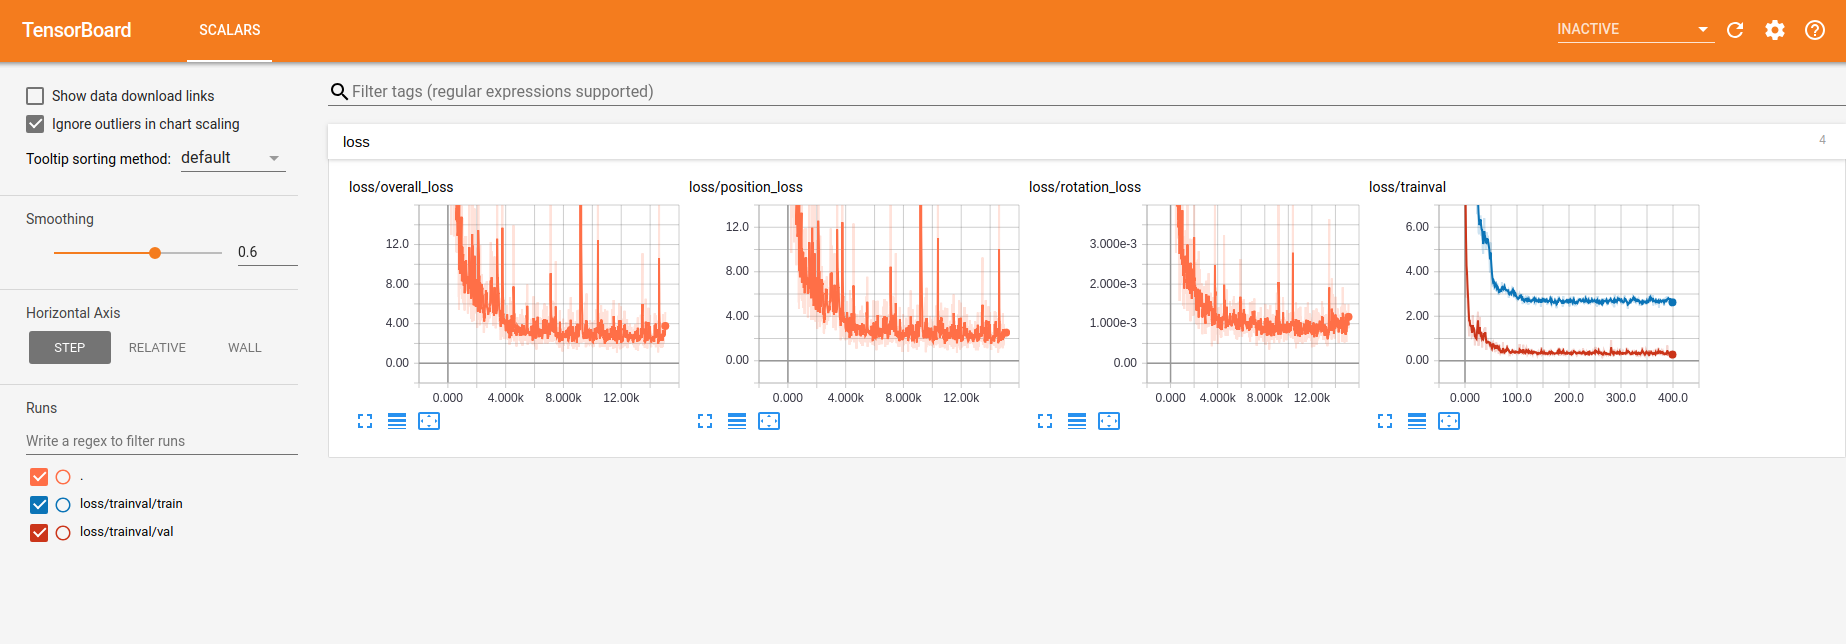 TensorBoard
SCALARS
INACTIVE
Show data download links
Ignore outliers in chart scaling
Tooltip sorting method: default
Smoothing
0.6
Horizontal Axis
STEP RELATIVE WALL
Runs
Write a regex to filter runs
.
loss/trainval/train
loss/trainval/val
Filter tags (regular expressions supported)
loss 4
loss/overall_loss
12.0
8.00
4.00
0.00
0.000 4.000k 8.000k 12.00k
loss/position_loss
12.0
8.00
4.00
0.00
0.000 4.000k 8.000k 12.00k
loss/rotation_loss
3.000e-3
2.000e-3
1.000e-3
0.00
0.000 4.000k 8.000k 12.00k
loss/trainval
6.00
4.00
2.00
0.00
0.000 100.0 200.0 300.0 400.0